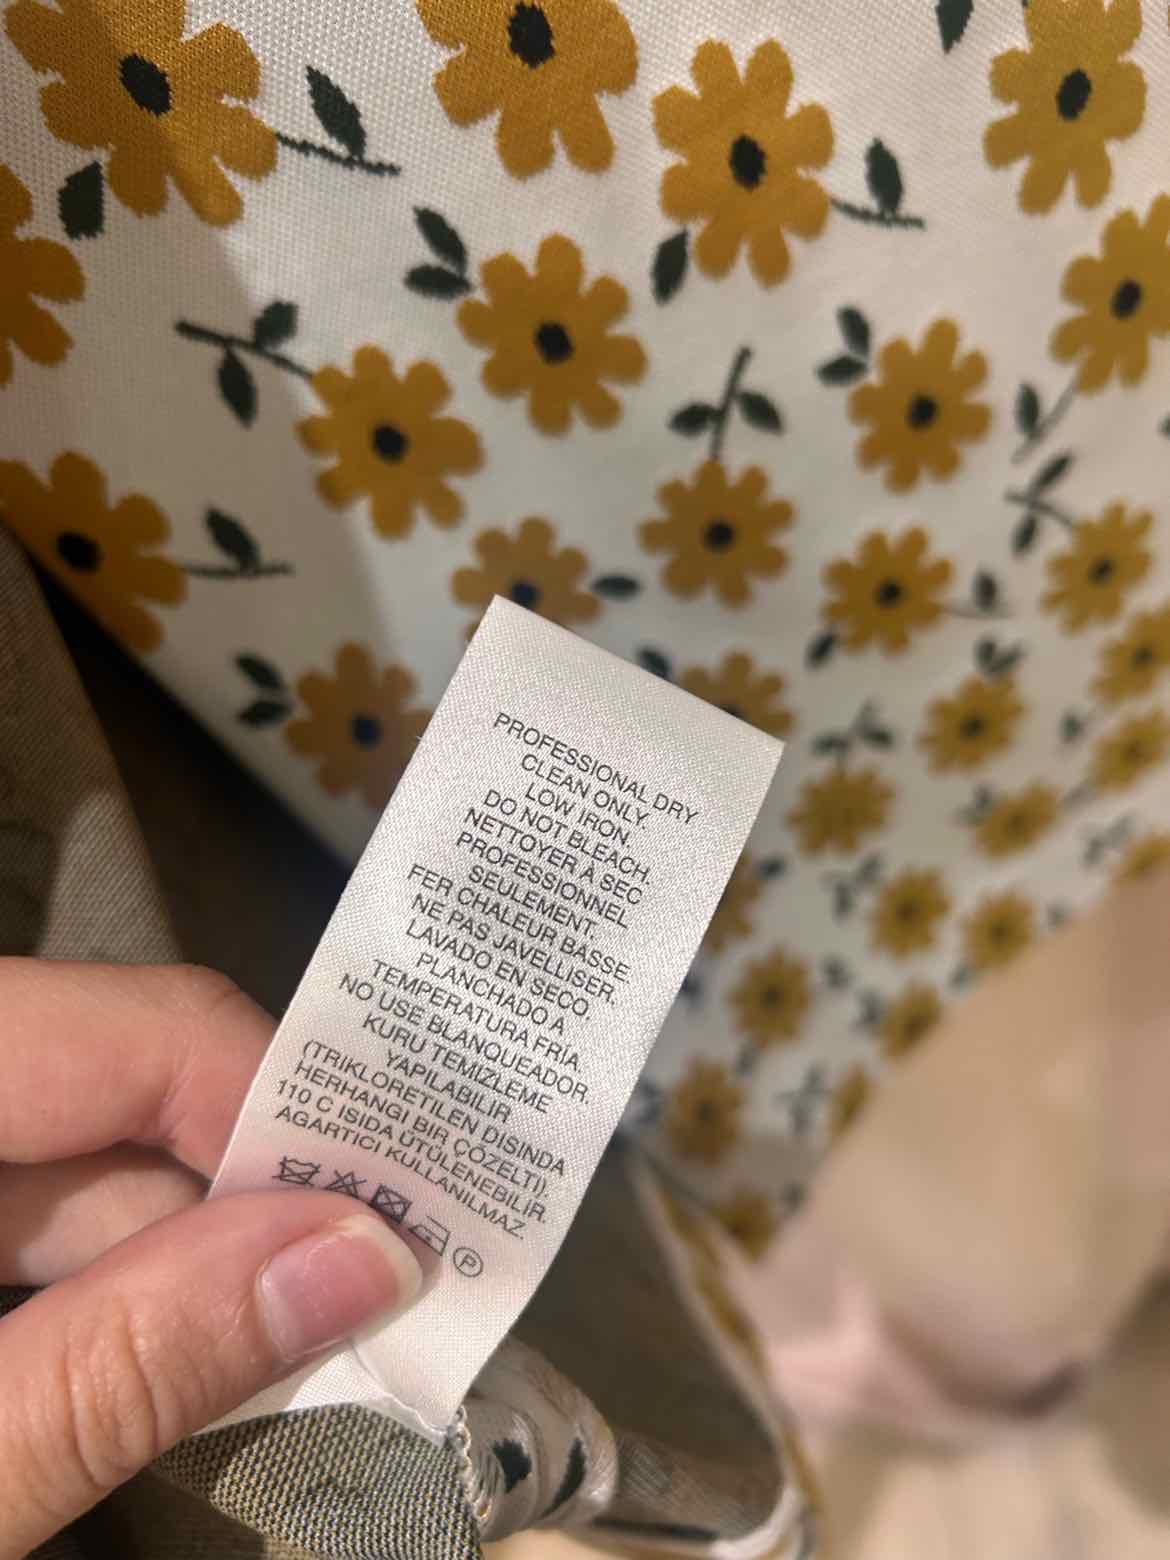 PROFESSIONAL DRY
CLEAN ONLY.
LOW IRON.
DO NOT BLEACH.
NETTOYER À SEC
PROFESSIONNEL
SEULEMENT.
FER CHALEUR BASSE.
NE PAS JAVELLISER.
LAVADO EN SECO.
PLANCHADO A
TEMPERATURA FRÍA.
NO USE BLANQUEADOR.
KURU TEMIZLEME
YAPILABILIR
(TRIKLORETILEN DISINDA
HERHANGI BIR ÇÖZELTI).
110 C ISIDA ÜTÜLENEBILIR.
AGARTICI KULLANILMAZ.
P